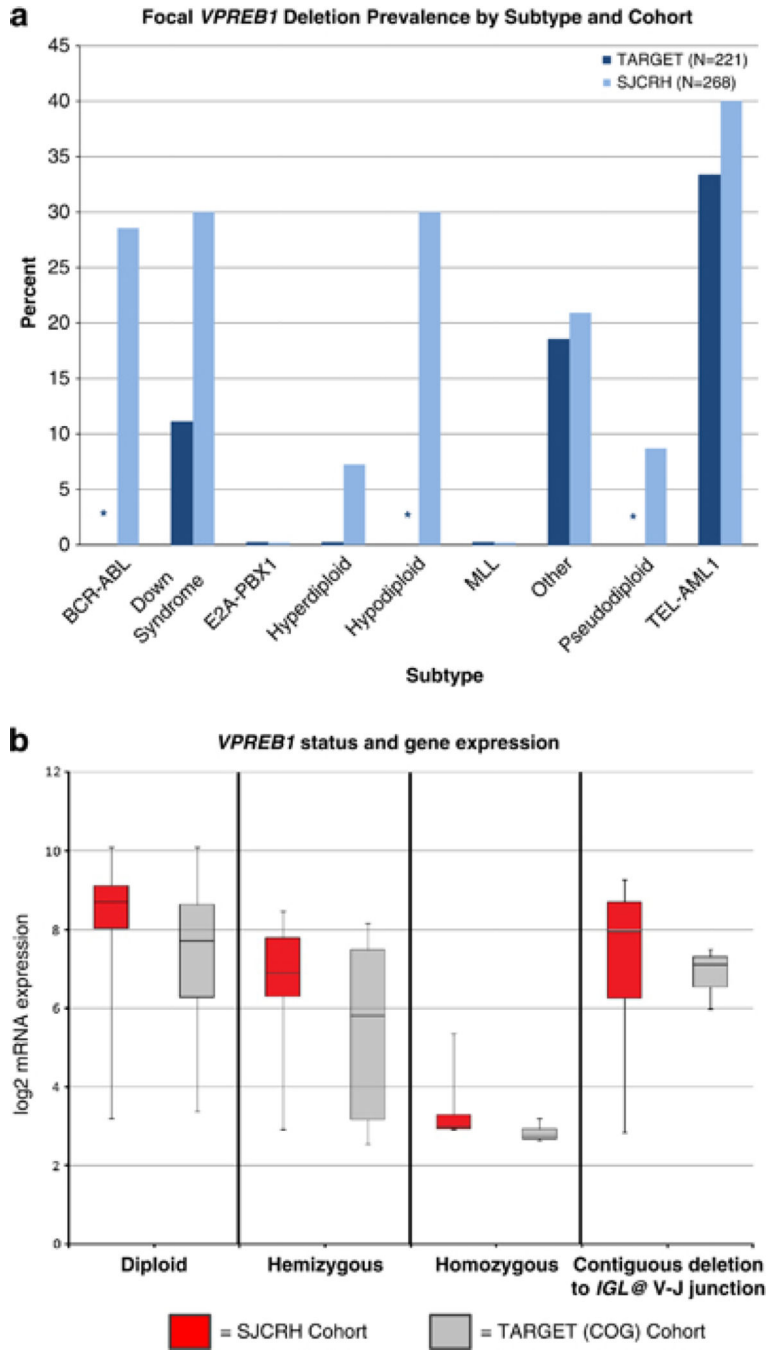 a
Focal VPREB1 Deletion Prevalence by Subtype and Cohort
TARGET (N=221)
SJCRH (N=268)
45
40
35
30
25
20
15
10
5
0
Percent
*
*
*
BCR-ABL
Down
Syndrome
E2A-PBX1
Hyperdiploid
Hypodiploid
MLL
Other
Pseudodiploid
TEL-AML1
Subtype
b
VPREB1 status and gene expression
12
10
8
6
4
2
0
log2 mRNA expression
Diploid
Hemizygous
Homozygous
Contiguous deletion
to IGL@ V-J junction
= SJCRH Cohort
= TARGET (COG) Cohort